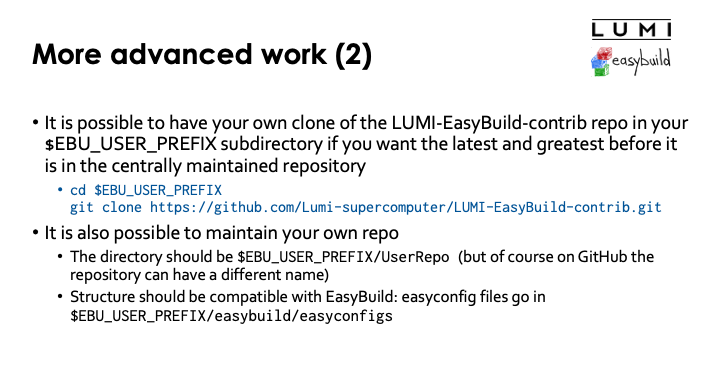 LUMI
More advanced work (2)
easybuild
• It is possible to have your own clone of the LUMI-EasyBuild-contrib repo in your
$EBU_USER_PREFIX subdirectory if you want the latest and greatest before it
is in the centrally maintained repository
• cd $EBU_USER_PREFIX
git clone https://github.com/Lumi-supercomputer/LUMI-EasyBuild-contrib.git
• It is also possible to maintain your own repo
• The directory should be $EBU_USER_PREFIX/UserRepo (but of course on GitHub the
repository can have a different name)
• Structure should be compatible with EasyBuild: easyconfig files go in
$EBU_USER_PREFIX/easybuild/easyconfigs